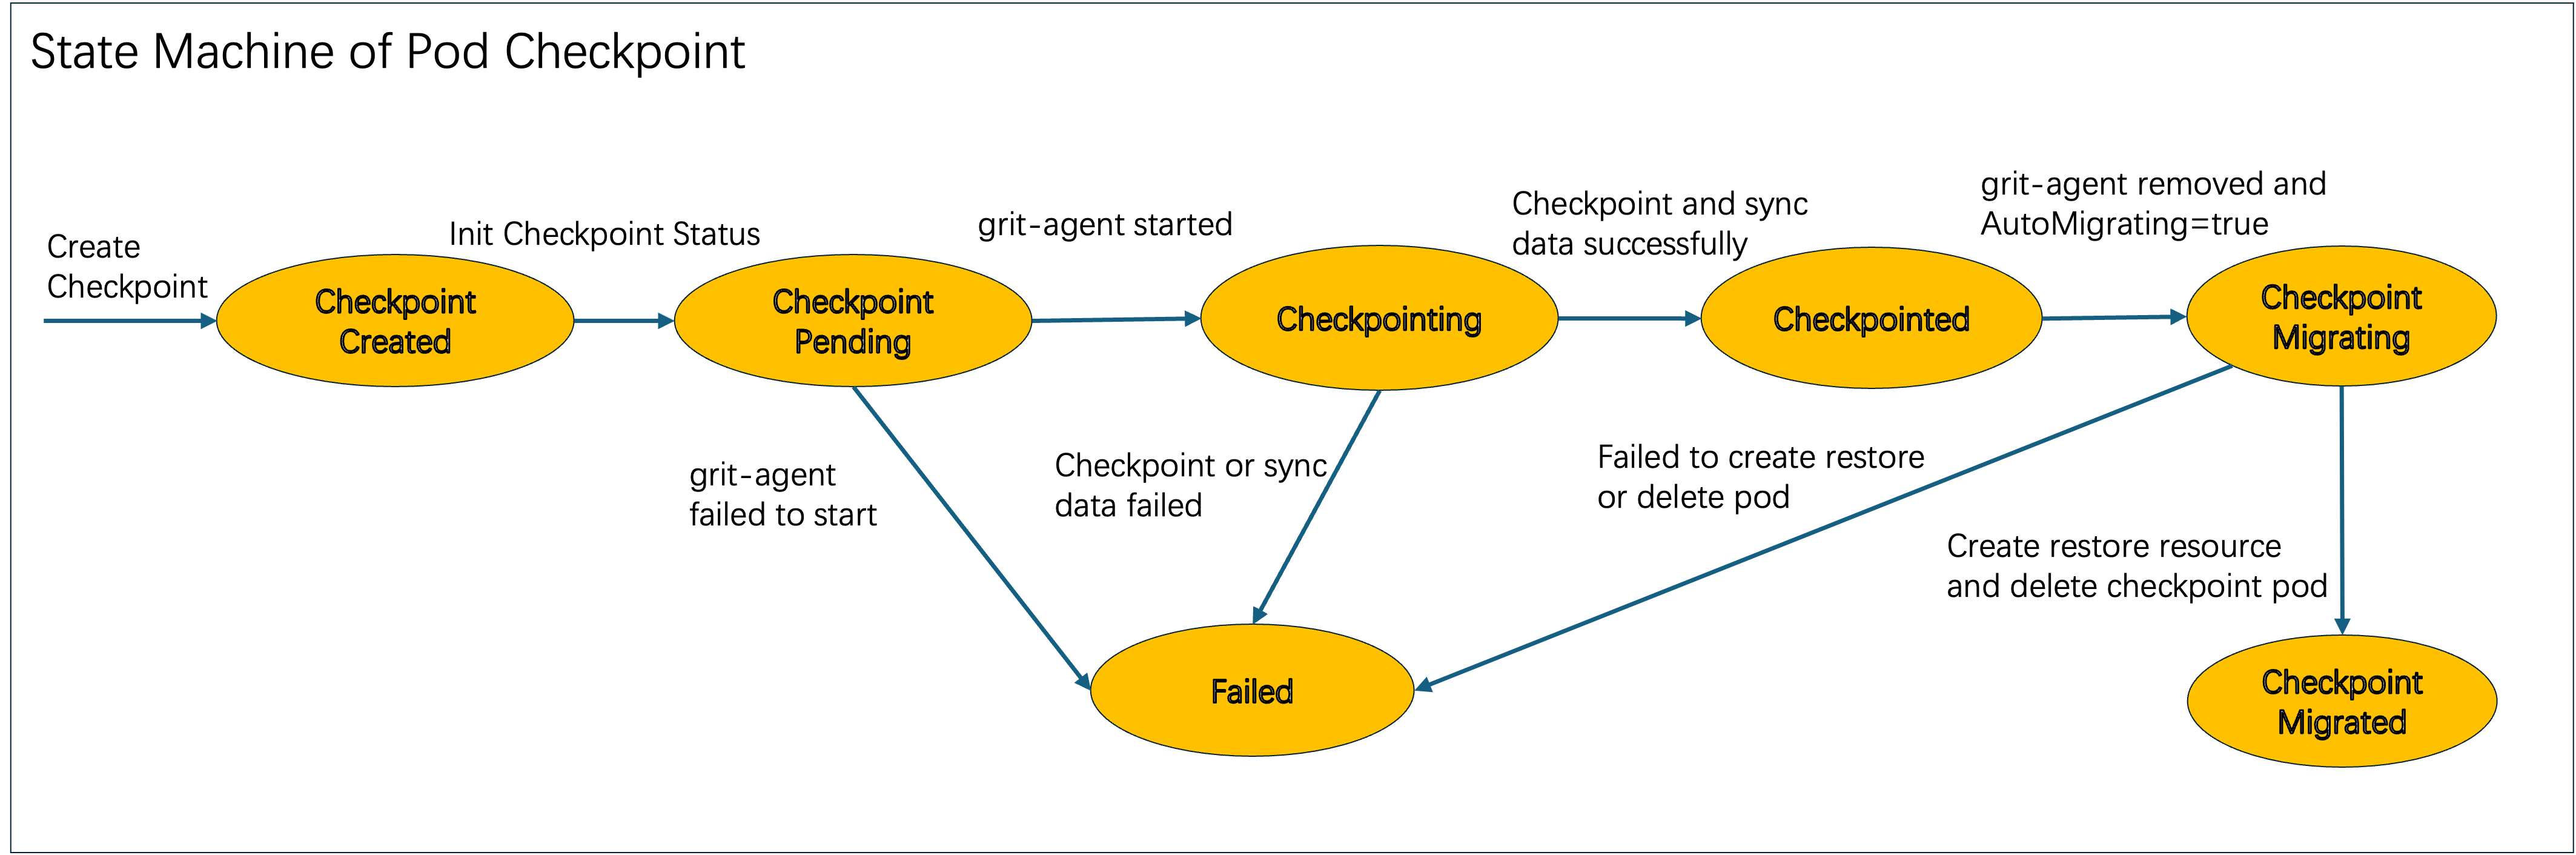 State Machine of Pod Checkpoint
Create
Checkpoint
Checkpoint
Created
Init Checkpoint Status
Checkpoint
Pending
grit-agent started
Checkpointing
Checkpoint and sync
data successfully
Checkpointed
grit-agent removed and
AutoMigrating=true
Checkpoint
Migrating
grit-agent
failed to start
Checkpoint or sync
data failed
Failed to create restore
or delete pod
Create restore resource
and delete checkpoint pod
Failed
Checkpoint
Migrated